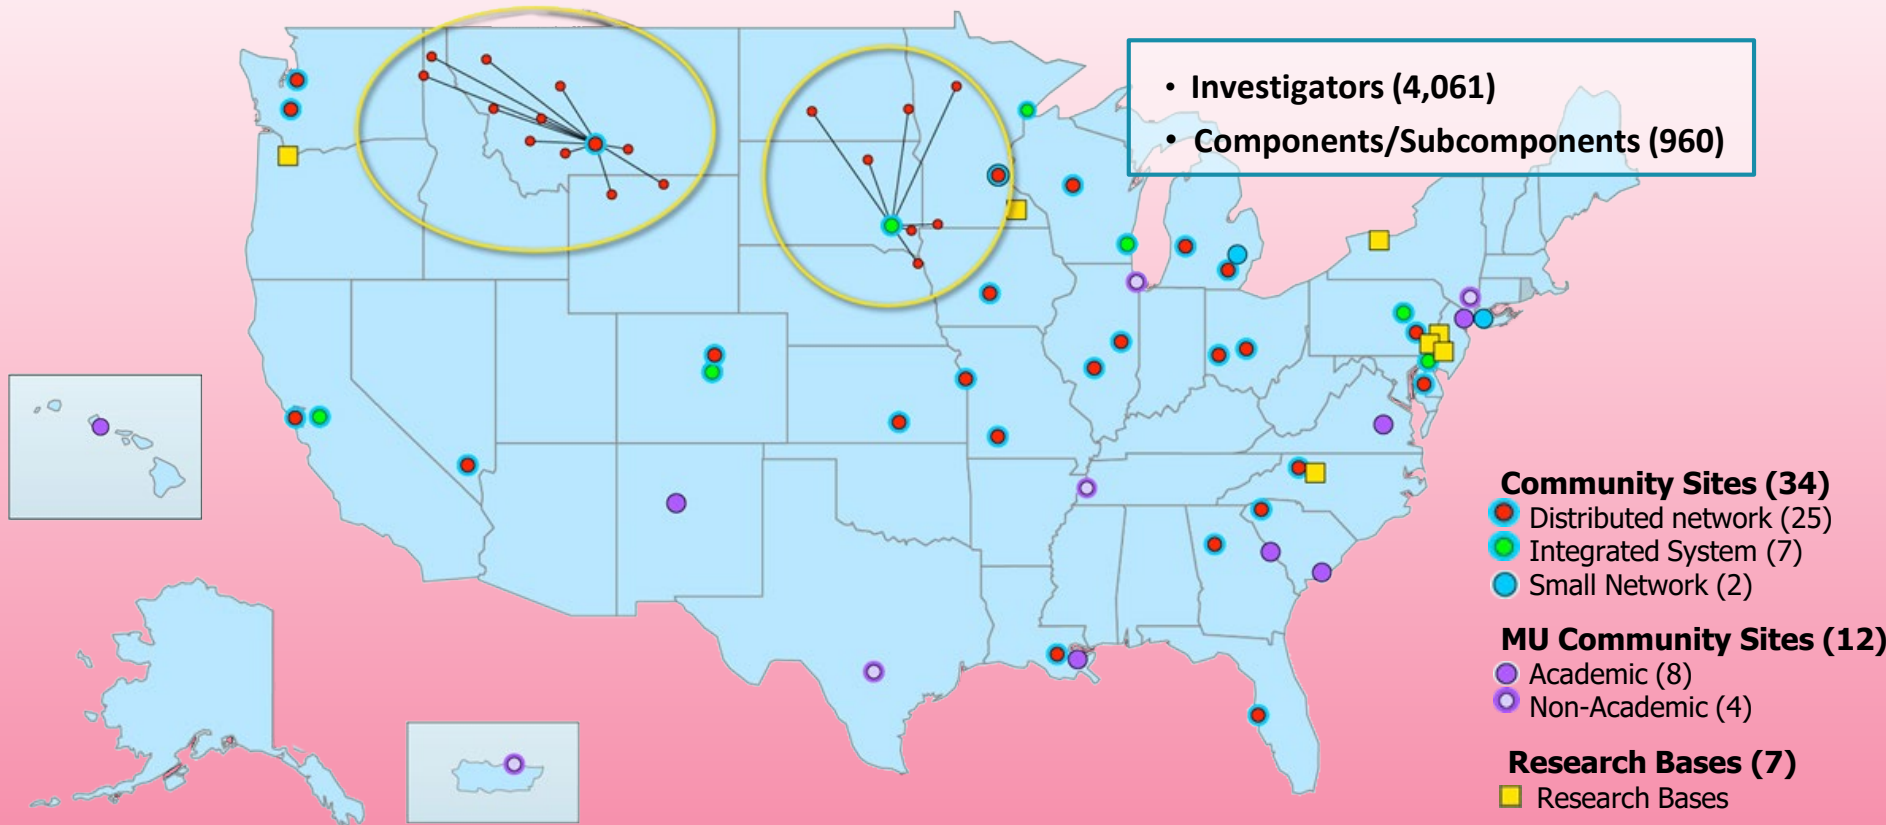 • Investigators (4,061)
• Components/Subcomponents (960)
Community Sites (34)
Distributed network (25)
Integrated System (7)
Small Network (2)
MU Community Sites (12)
Academic (8)
Non-Academic (4)
Research Bases (7)
Research Bases